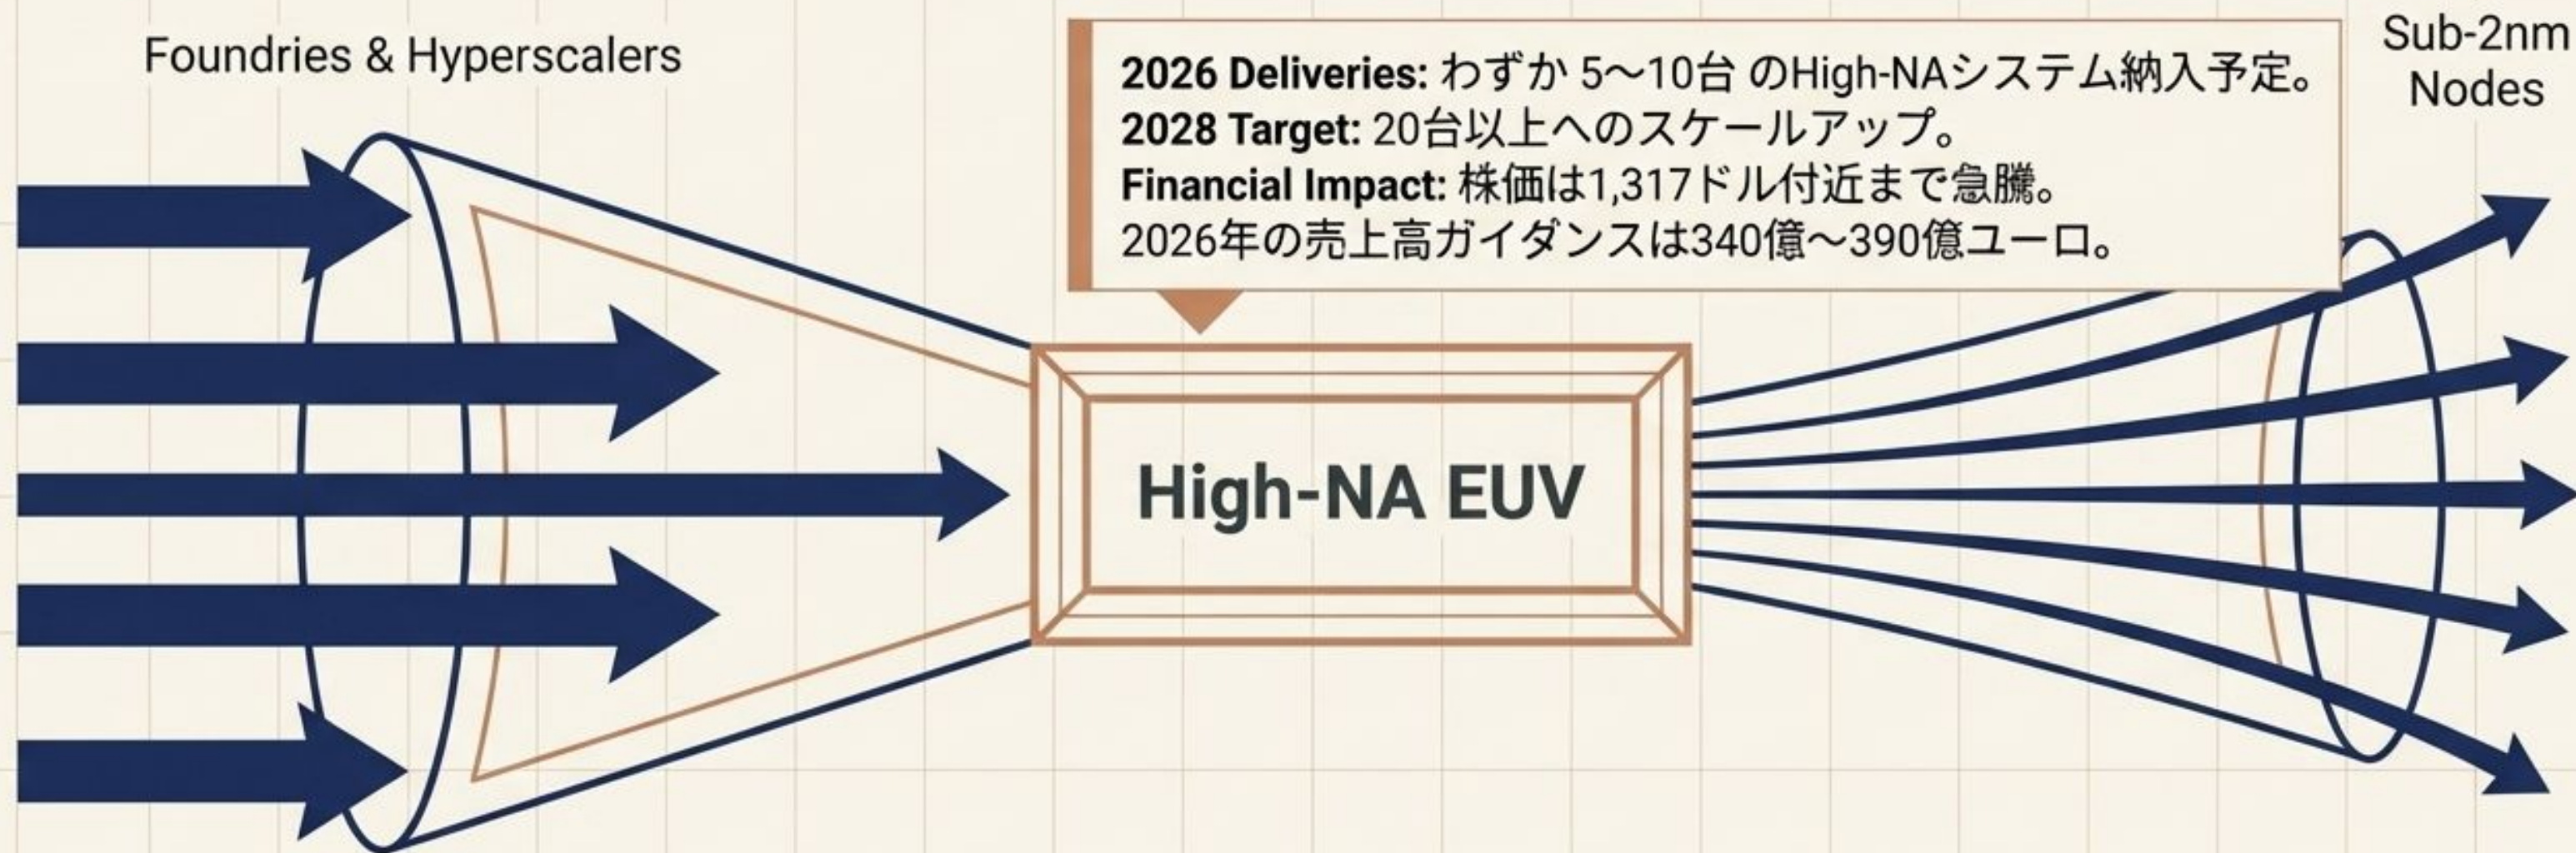 Foundries & Hyperscalers
2026 Deliveries: わずか 5〜10台 のHigh-NAシステム納入予定。
2028 Target: 20台以上へのスケールアップ。
Financial Impact: 株価は1,317ドル付近まで急騰。
2026年の売上高ガイダンスは340億〜390億ユーロ。
Sub-2nm
Nodes
High-NA EUV